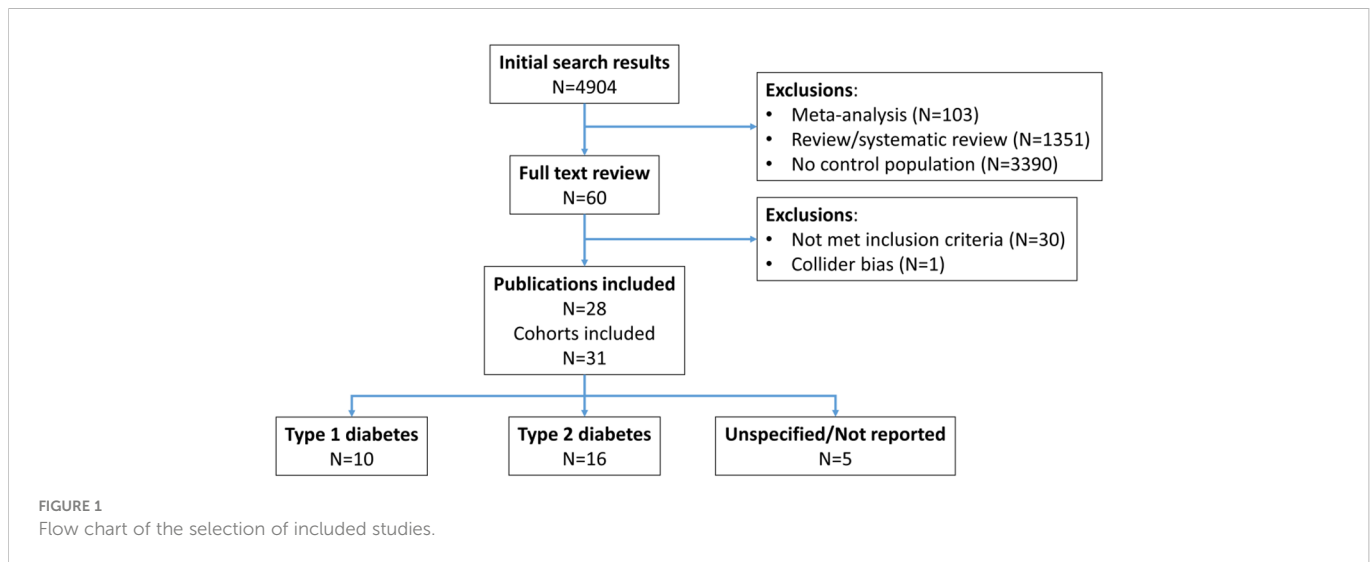 Initial search results
N=4904
Exclusions:
• Meta-analysis (N=103)
• Review/systematic review (N=1351)
• No control population (N=3390)
Full text review
N=60
Exclusions:
• Not met inclusion criteria (N=30)
• Collider bias (N=1)
Publications included
N=28
Cohorts included
N=31
Type 1 diabetes
N=10
Type 2 diabetes
N=16
Unspecified/Not reported
N=5
FIGURE 1
Flow chart of the selection of included studies.